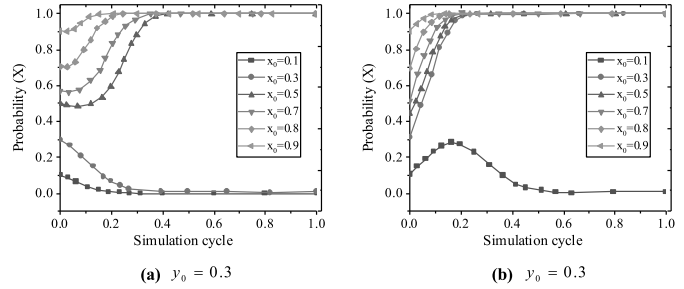 1.0
0.8
0.6
0.4
0.2
0.0
Probability (X)
x0=0.1
x0=0.3
x0=0.5
x0=0.7
x0=0.8
x0=0.9
0.0 0.2 0.4 0.6 0.8 1.0
Simulation cycle
(a) y0 = 0.3
1.0
0.8
0.6
0.4
0.2
0.0
Probability (X)
x0=0.1
x0=0.3
x0=0.5
x0=0.7
x0=0.8
x0=0.9
0.0 0.2 0.4 0.6 0.8 1.0
Simulation cycle
(b) y0 = 0.3